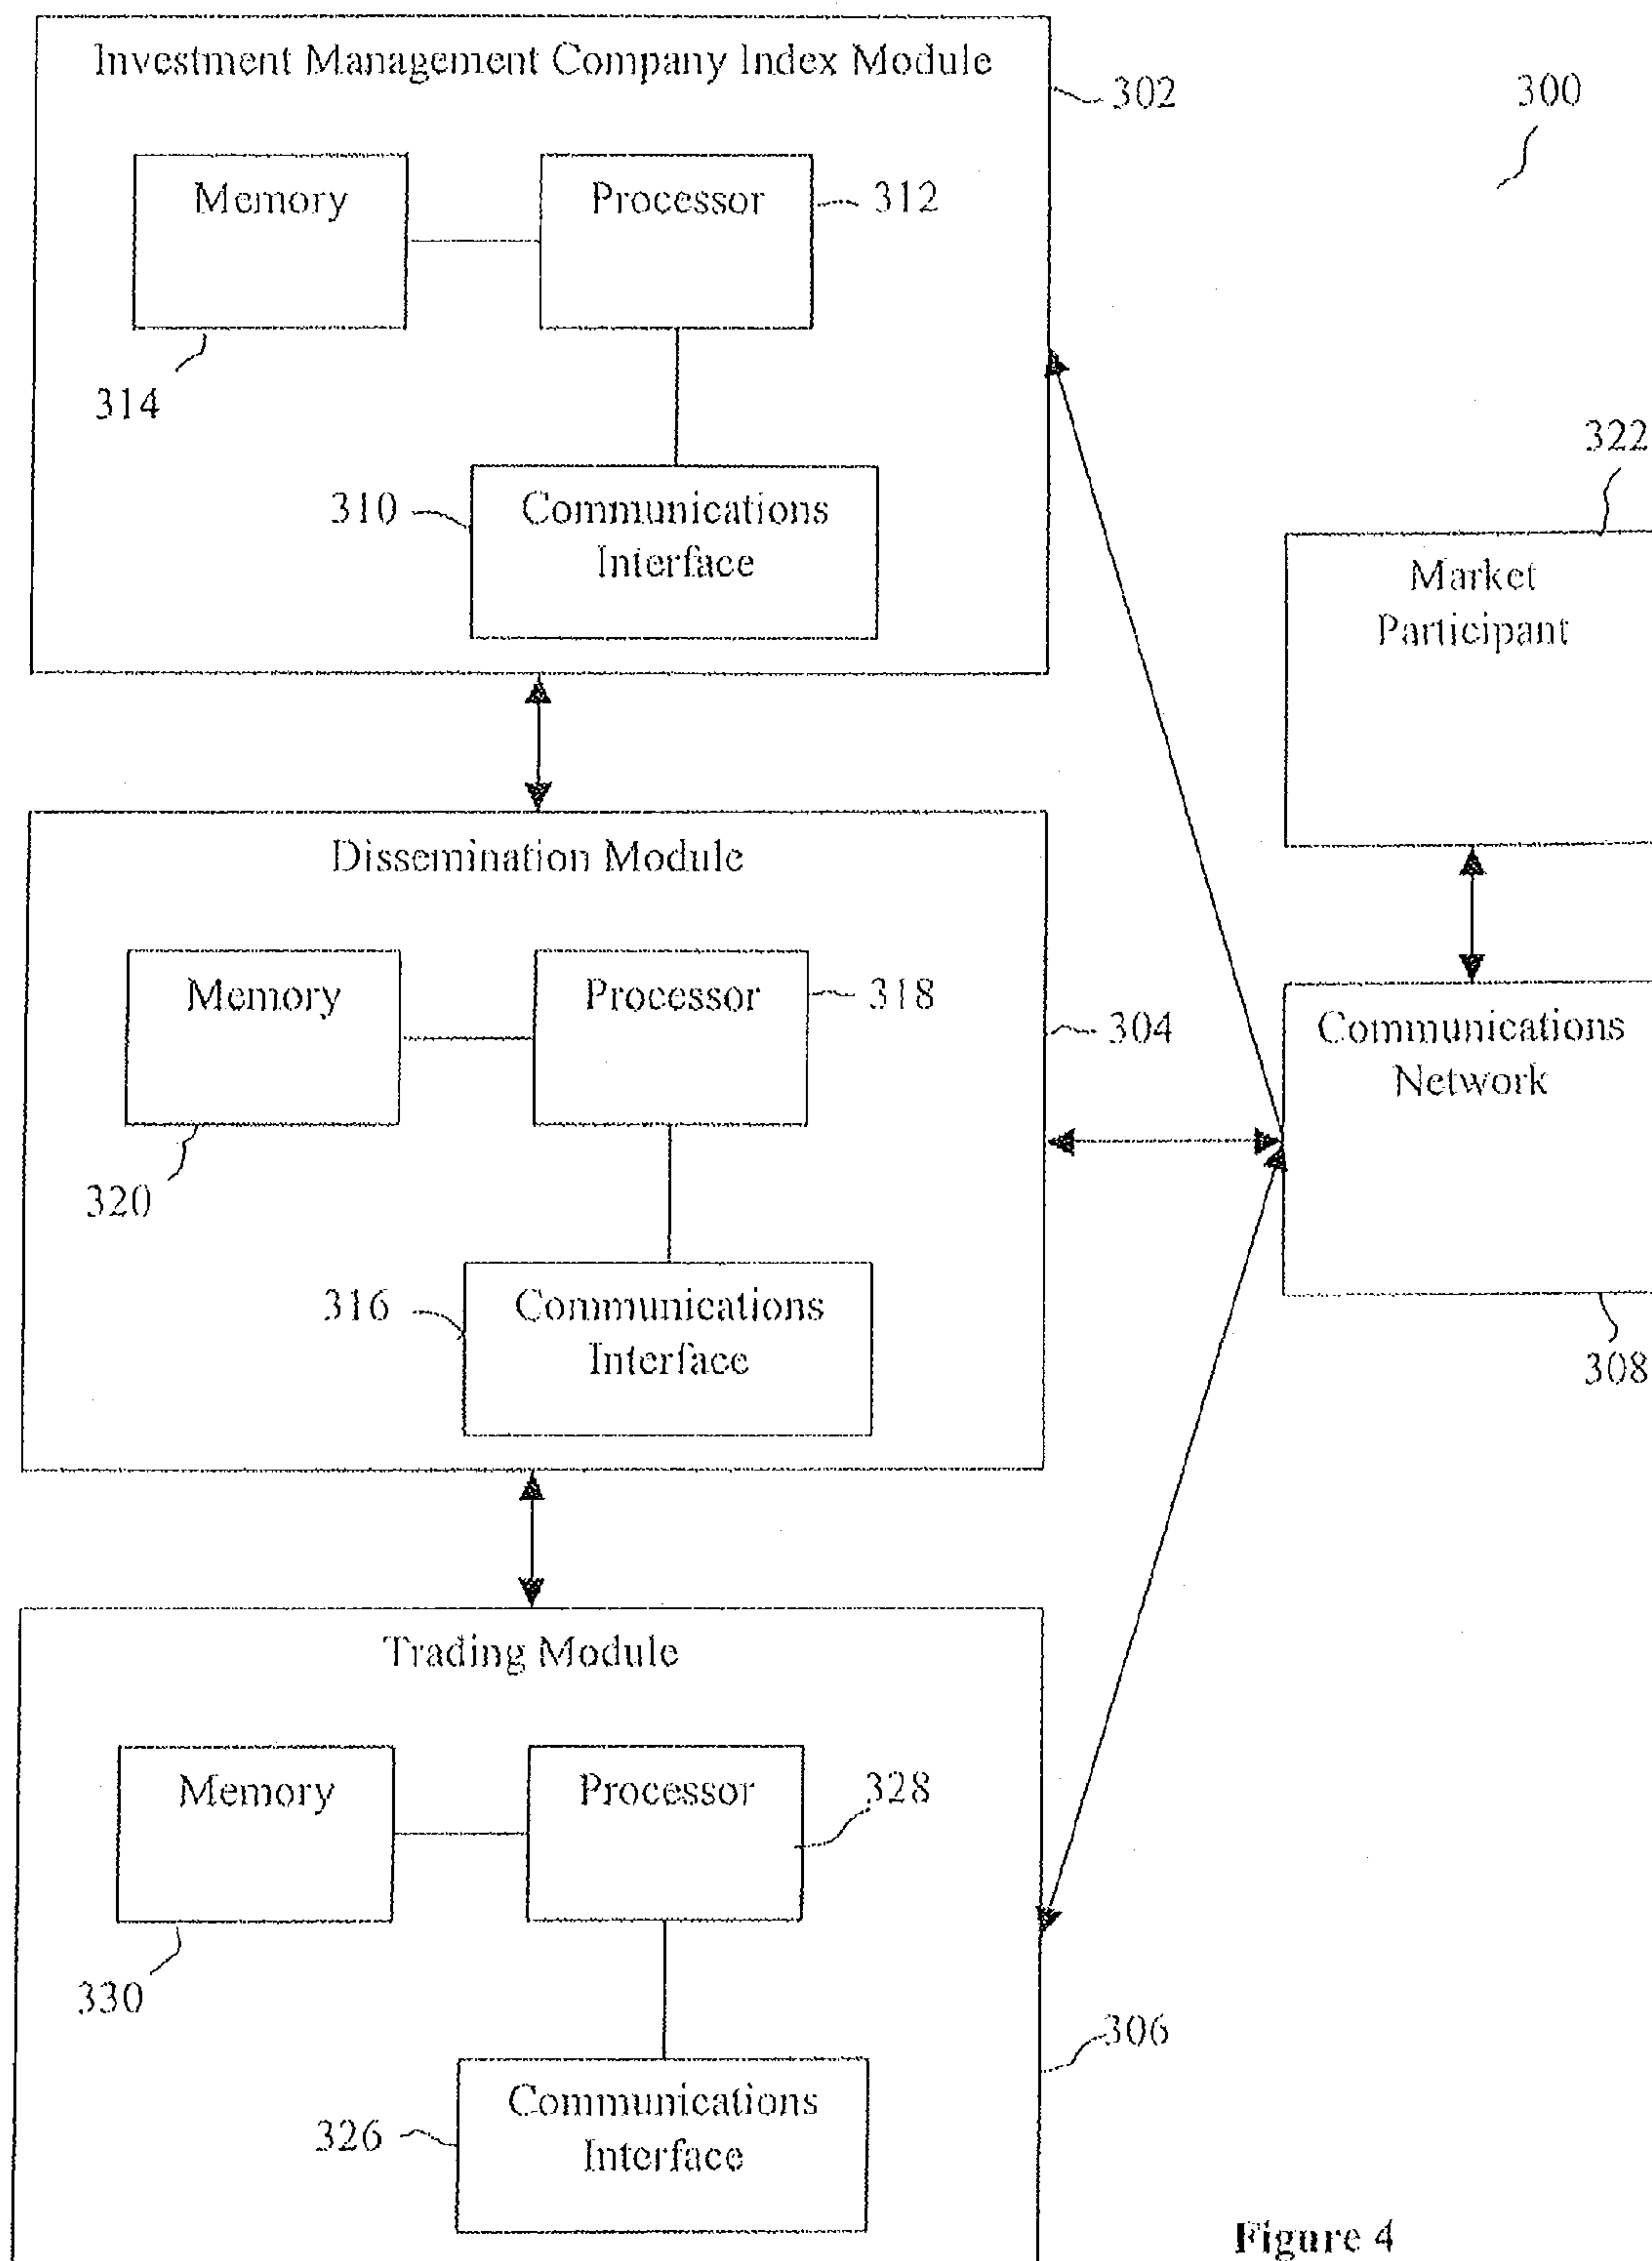 Investment Management Company Index Module
302
300
Memory
Processor
312
314
322
310
Communications
Interface
Market
Participant
Dissemination Module
Memory
Processor
318
304
Communications
Network
320
316
Communications
Interface
308
Trading Module
Memory
Processor
328
330
306
326
Communications
Interface
Figure 4